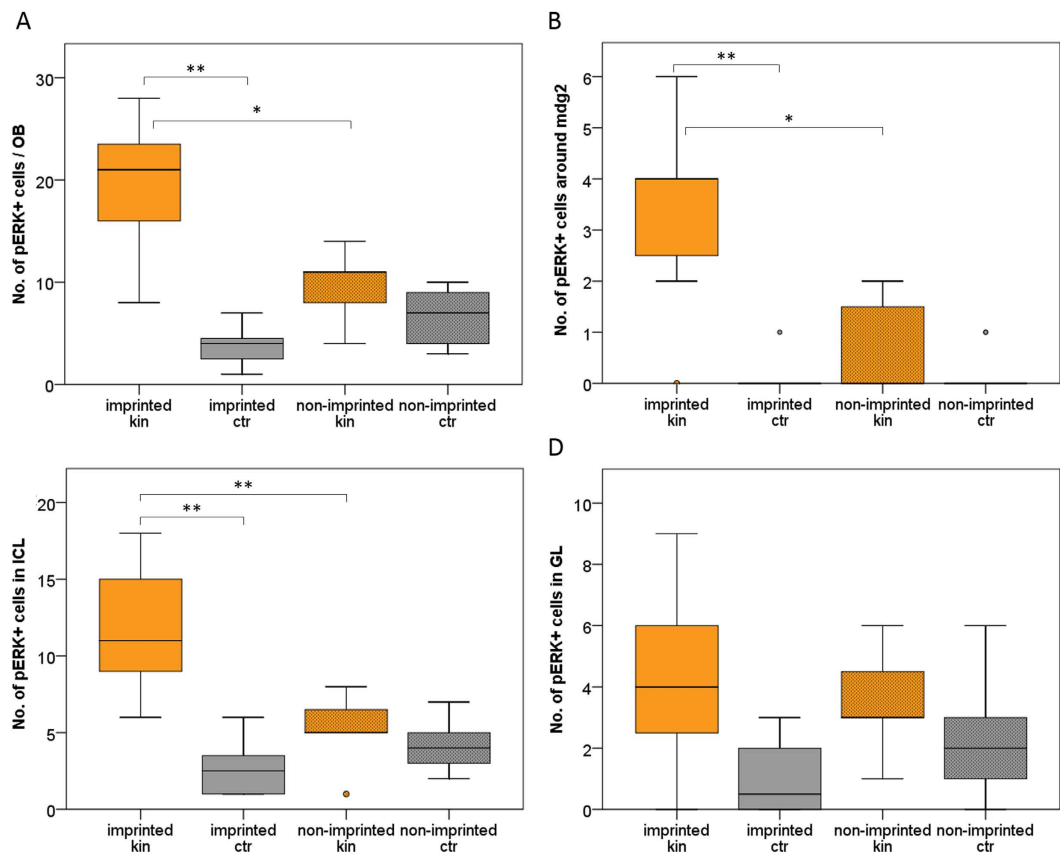 A
No. of pERK+ cells / OB
30
20
10
0
**
*
imprinted kin
imprinted ctr
non-imprinted kin
non-imprinted ctr
B
No. of pERK+ cells around mdg2
6
5
4
3
2
1
0
**
*
imprinted kin
imprinted ctr
non-imprinted kin
non-imprinted ctr
No. of pERK+ cells in ICL
20
15
10
5
0
**
**
imprinted kin
imprinted ctr
non-imprinted kin
non-imprinted ctr
D
No. of pERK+ cells in GL
10
8
6
4
2
0
imprinted kin
imprinted ctr
non-imprinted kin
non-imprinted ctr